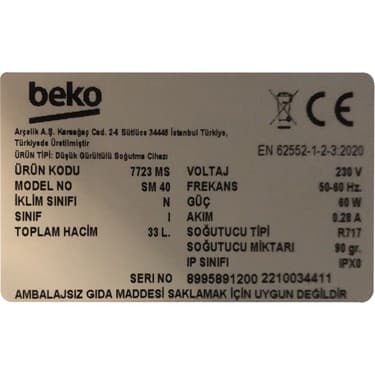 beko
CE
Arçelik A.Ş. Karaağaç Cad. 2-6 Sütlüce 34445 İstanbul Türkiye,
Türkiyede Üretilmiştir
ÜRÜN TİPİ: Düşük Gürültülü Soğutma Cihazı
EN 62552-1-2-3:2020
ÜRÜN KODU 7723 MS
MODEL NO SM 40
İKLİM SINIFI N
SINIF I
TOPLAM HACİM 33 L.
VOLTAJ 230 V
FREKANS 50-60 Hz.
GÜÇ 60 W
AKIM 0.28 A
SOĞUTUCU TİPİ R717
SOĞUTUCU MİKTARI 90 gr.
IP SINIFI IPX0
SERI NO 8995891200 2210034411
AMBALAJSIZ GIDA MADDESİ SAKLAMAK İÇİN UYGUN DEĞİLDİR